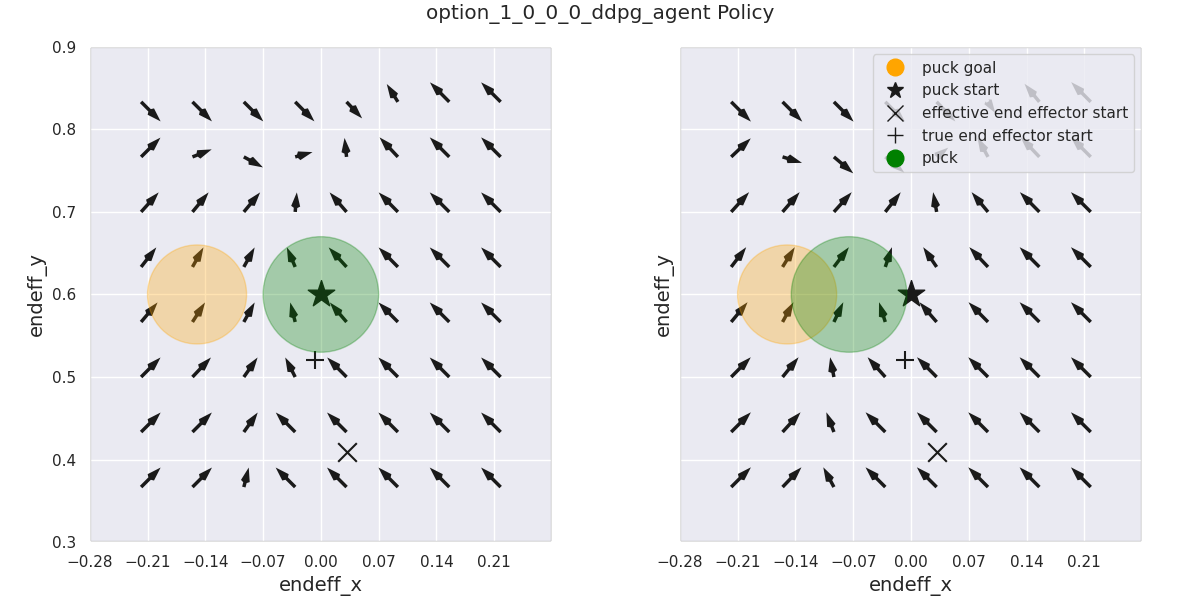 option_1_0_0_0_ddpg_agent Policy
0.9
0.8
0.7
0.6
0.5
0.4
0.3
endeff_y
−0.28 −0.21 −0.14 −0.07 0.00 0.07 0.14 0.21
endeff_x
puck goal
puck start
effective end effector start
true end effector start
puck
endeff_y
−0.28 −0.21 −0.14 −0.07 0.00 0.07 0.14 0.21
endeff_x